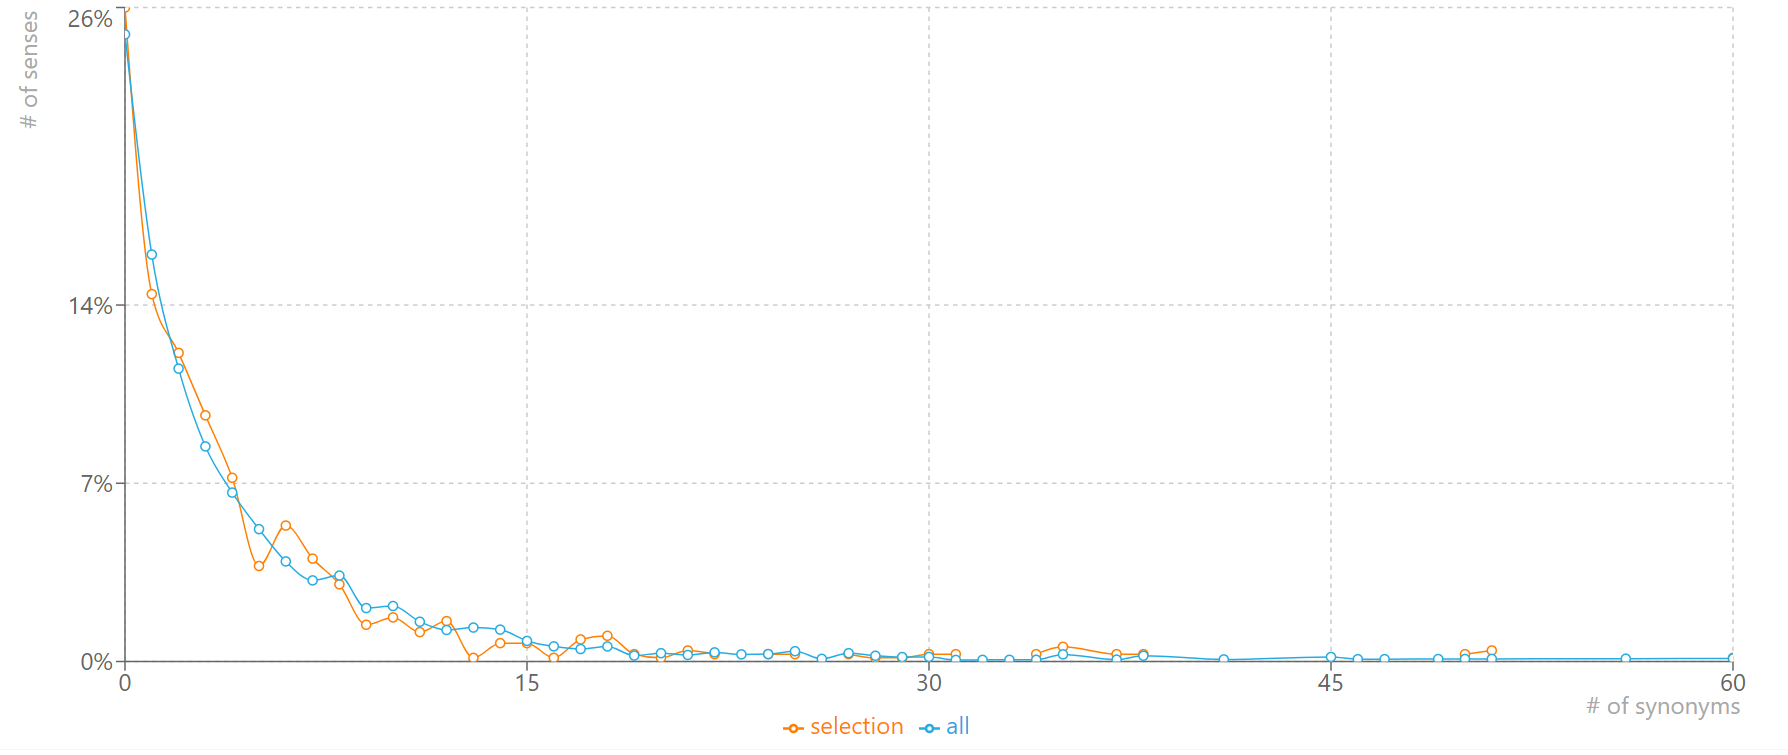 # of senses
26%
14%
7%
0%
0 15 30 45 60
# of synonyms
selection all